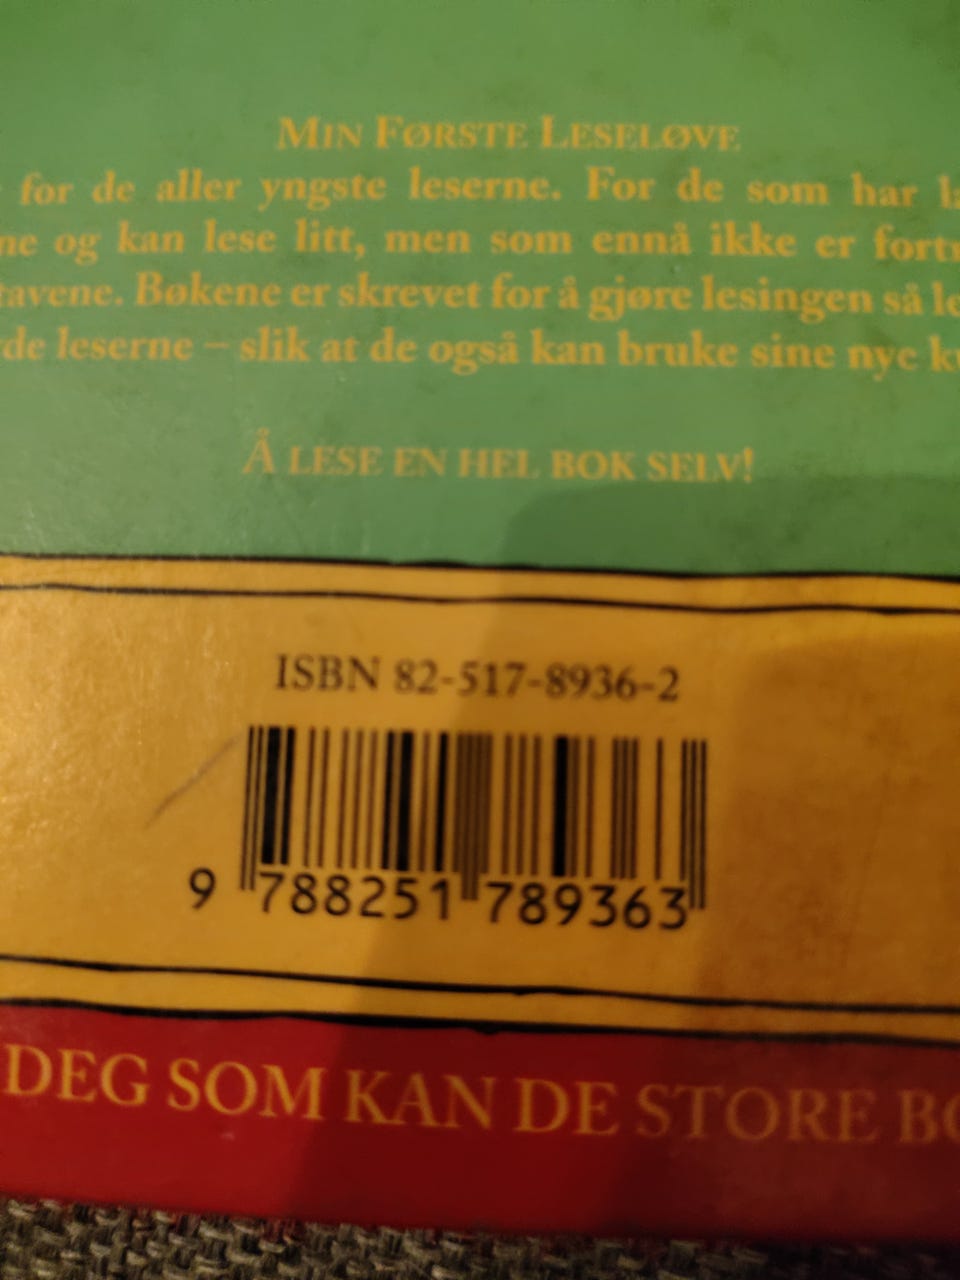 MIN FØRSTE LESELØVE
for de aller yngste leserne. For de som har
og kan lese litt, men som ennå ikke er
Bøkene er skrevet for å gjøre lesingen så
leserne – slik at de også kan bruke sine nye
Å LESE EN HEL BOK SELV!
ISBN 82-517-8936-2
9 788251 789363
DEG SOM KAN DE STORE